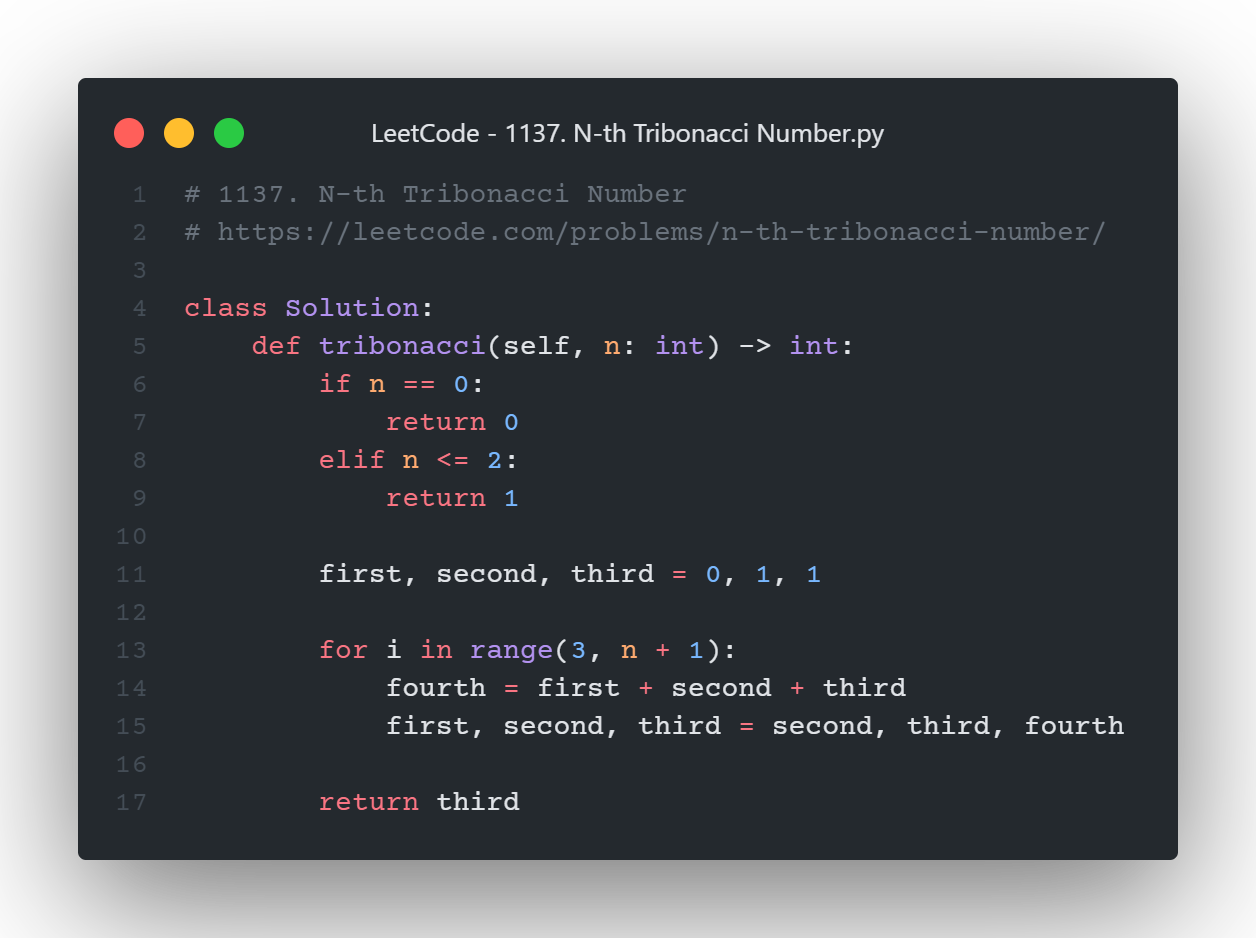 LeetCode - 1137. N-th Tribonacci Number.py
1 # 1137. N-th Tribonacci Number
2 # https://leetcode.com/problems/n-th-tribonacci-number/
3
4 class Solution:
5     def tribonacci(self, n: int) -> int:
6         if n == 0:
7             return 0
8         elif n <= 2:
9             return 1
10
11         first, second, third = 0, 1, 1
12
13         for i in range(3, n + 1):
14             fourth = first + second + third
15             first, second, third = second, third, fourth
16
17         return third